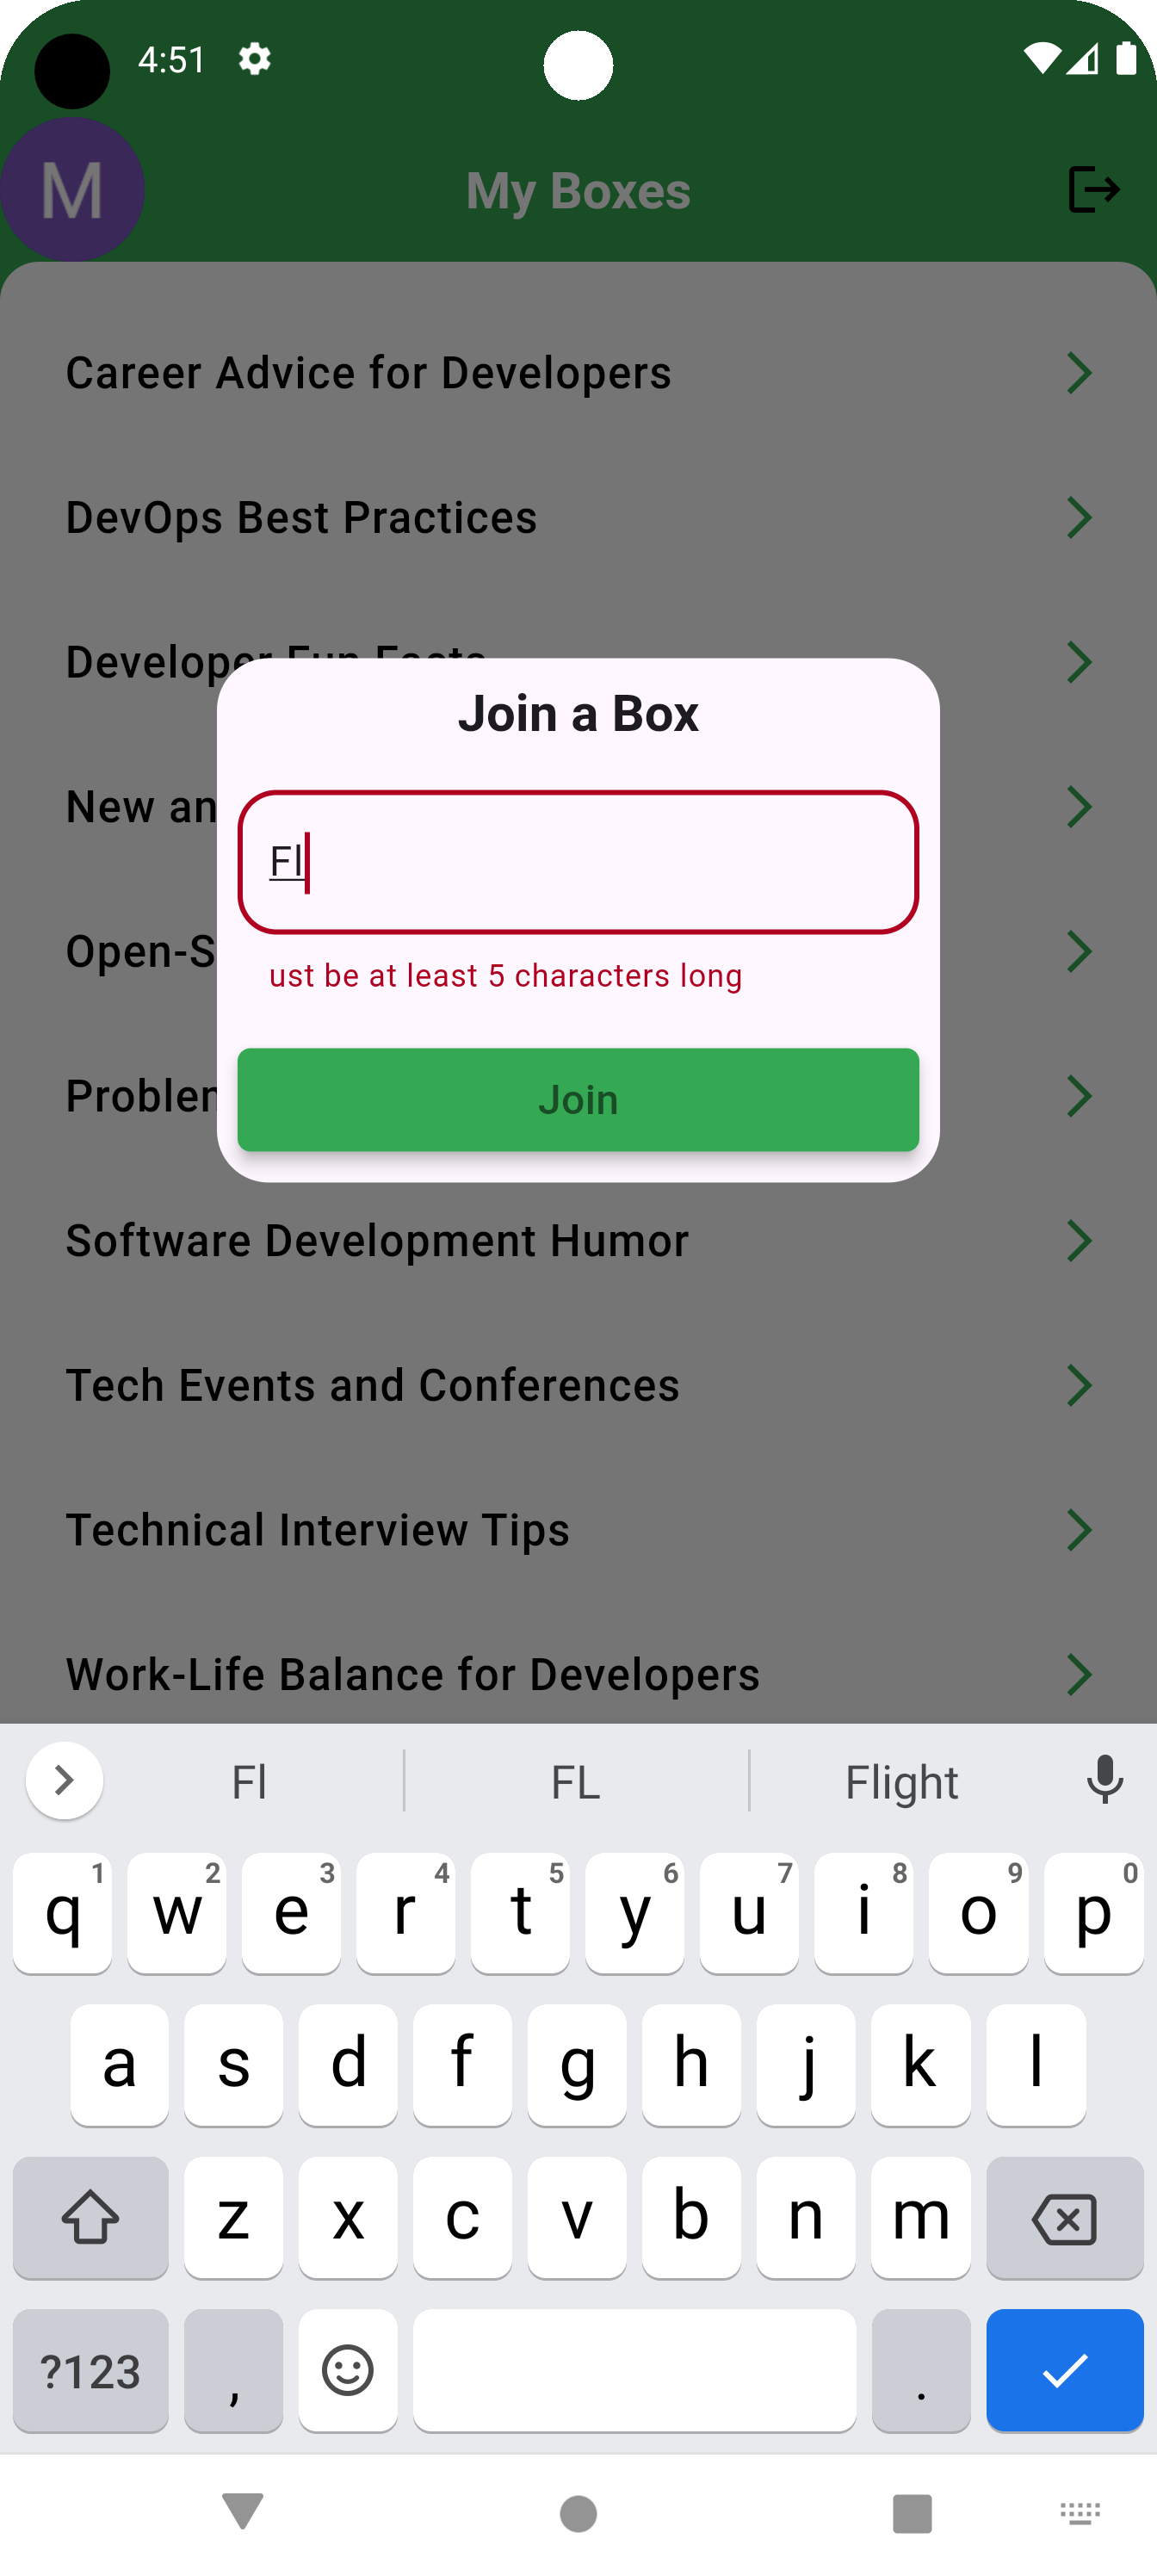 4:51
M
My Boxes
Career Advice for Developers
DevOps Best Practices
Developer Fun Facts
Join a Box
New an
Fl
Open-S
ust be at least 5 characters long
Problem
Join
Software Development Humor
Tech Events and Conferences
Technical Interview Tips
Work-Life Balance for Developers
Fl FL Flight
q 1 w 2 e 3 r 4 t 5 y 6 u 7 i 8 o 9 p 0
a s d f g h j k l
z x c v b n m
?123 , .